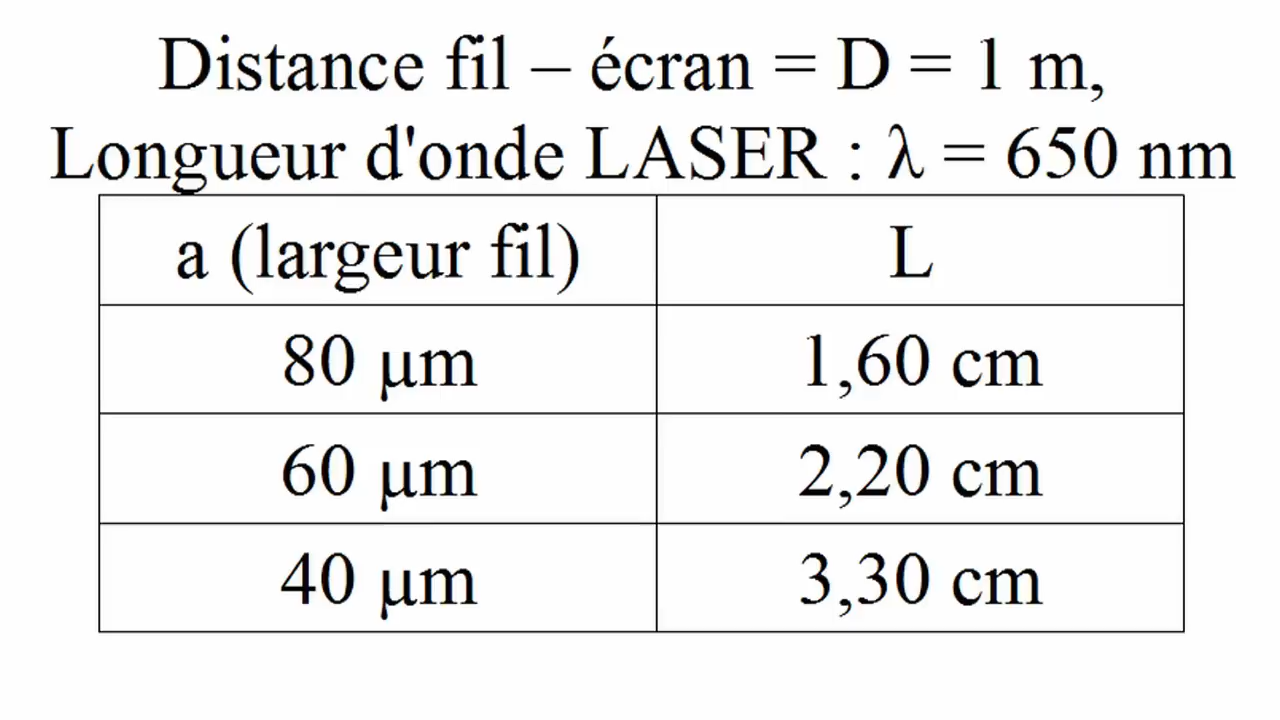 Distance fil – écran = D = 1 m,
Longueur d'onde LASER : λ = 650 nm
a (largeur fil) L
80 μm 1,60 cm
60 μm 2,20 cm
40 μm 3,30 cm